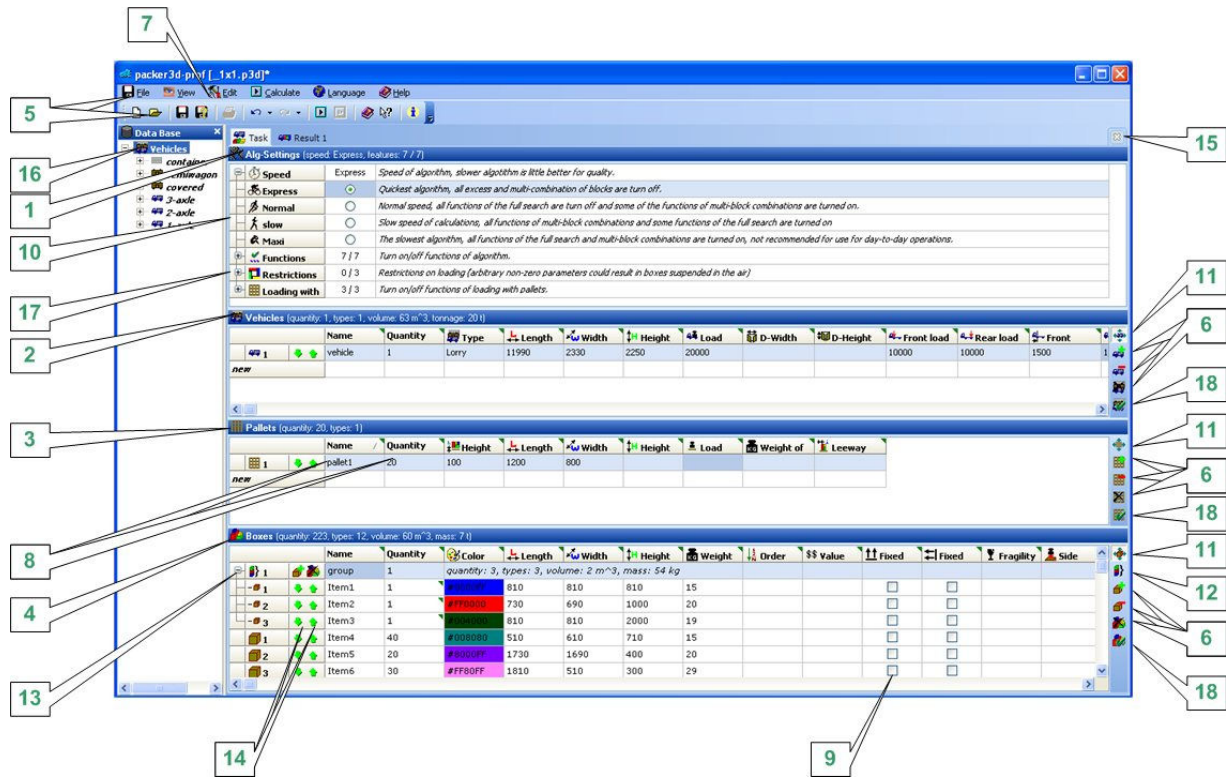 7
packer3d-prof [_1x1.p3d]*
File View Edit Calculate Language Help
5
Data Base
Task Result 1
15
16
Vehicles
Alg-Settings (speed: Express, features: 7 / 7)
Speed Express Speed of algorithm, slower algotithm is little better for quality.
semiwagon
Express Quickest algorithm, all excess and multi-combination of blocks are turn off.
covered
1
3-axle
Normal Normal speed, all functions of the full search are turn off and some of the functions of multi-block combinations are turned on.
2-axle
slow Slow speed of calculations, all functions of multi-block combinations and some functions of the full search are turned on
10
Maxi The slowest algorithm, all functions of the full search and multi-block combinations are turned on, not recommended for use for day-to-day operations.
Functions 7 / 7 Turn on/off functions of algorithm.
17
Restrictions 0 / 3 Restrictions on loading (arbitrary non-zero parameters could result in boxes suspended in the air)
Loading with 3 / 3 Turn on/off functions of loading with pallets.
11
2
Vehicles (quantity: 1, types: 1, volume: 63 m^3, tonnage: 20 t)
6
Name Quantity Type Length Width Height Load D-Width D-Height Front load Rear load Front
1 vehicle 1 Lorry 11990 2330 2250 20000 10000 10000 1500
new
18
3
Pallets (quantity: 20, types: 1)
11
Name / Quantity Height Length Width Height Load Weight of Leeway
1 pallet1 20 100 1200 800
new
6
18
8
Boxes (quantity: 223, types: 12, volume: 60 m^3, mass: 7 t)
11
Name Quantity Color Length Width Height Weight Order $$ Value Fixed Fixed Fragility Side
1 group 1 quantity: 3, types: 3, volume: 2 m^3, mass: 54 kg
12
4
1 Item1 1 810 810 810 15
2 Item2 1 #FF0000 730 690 1000 20
6
3 Item3 1 #004000 810 810 2000 19
1 Item4 40 #008080 510 610 710 15
2 Item5 20 #8000FF 1730 1690 400 20
13
3 Item6 30 #FF80FF 1810 510 300 29
18
14
9